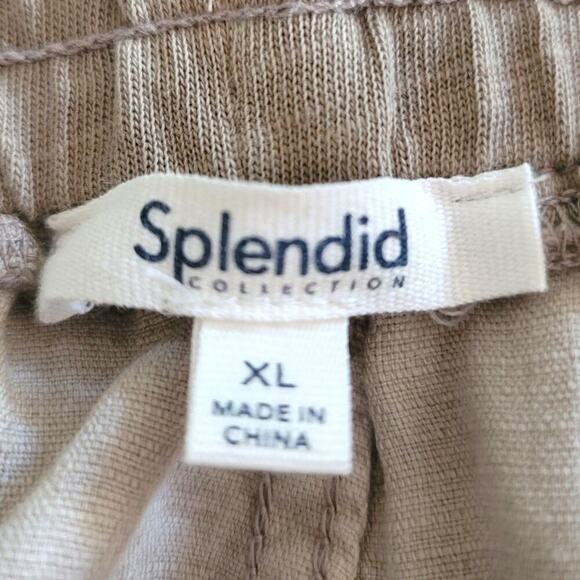 Splendid
COLLECTION
XL
MADE IN
CHINA